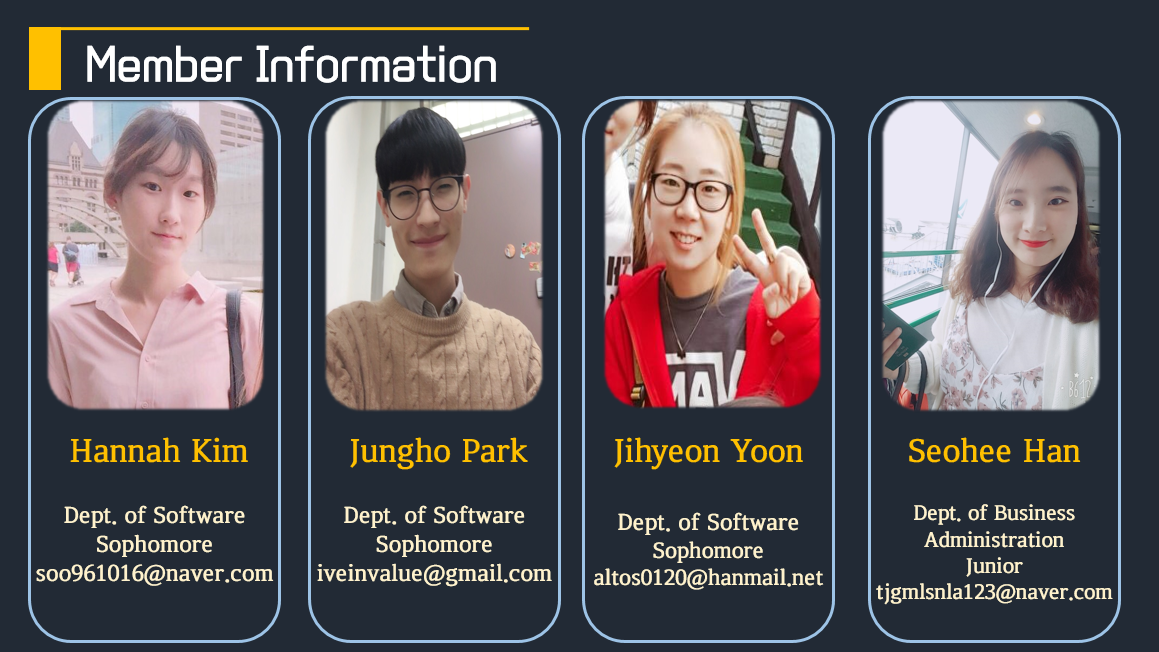 Member Information
Hannah Kim
Dept. of Software
Sophomore
soo961016@naver.com
Jungho Park
Dept. of Software
Sophomore
iveinvalue@gmail.com
Jihyeon Yoon
Dept. of Software
Sophomore
altos0120@hanmail.net
Seohee Han
Dept. of Business
Administration
Junior
tjgmlsnla123@naver.com